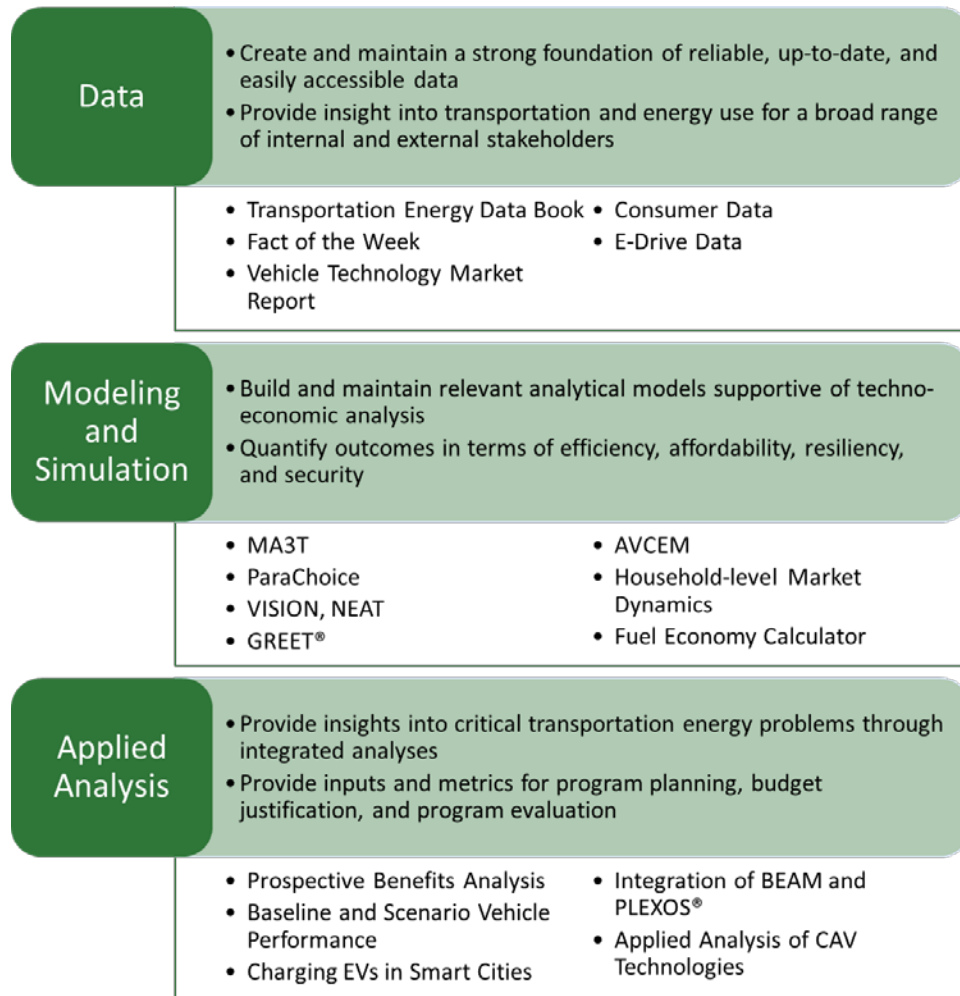 Data
• Create and maintain a strong foundation of reliable, up-to-date, and
easily accessible data
• Provide insight into transportation and energy use for a broad range
of internal and external stakeholders
• Transportation Energy Data Book
• Fact of the Week
• Vehicle Technology Market
Report
• Consumer Data
• E-Drive Data
Modeling
and
Simulation
• Build and maintain relevant analytical models supportive of techno-
economic analysis
• Quantify outcomes in terms of efficiency, affordability, resiliency,
and security
• MA3T
• ParaChoice
• VISION, NEAT
• GREET®
• AVCEM
• Household-level Market
Dynamics
• Fuel Economy Calculator
Applied
Analysis
• Provide insights into critical transportation energy problems through
integrated analyses
• Provide inputs and metrics for program planning, budget
justification, and program evaluation
• Prospective Benefits Analysis
• Baseline and Scenario Vehicle
Performance
• Charging EVs in Smart Cities
• Integration of BEAM and
PLEXOS®
• Applied Analysis of CAV
Technologies